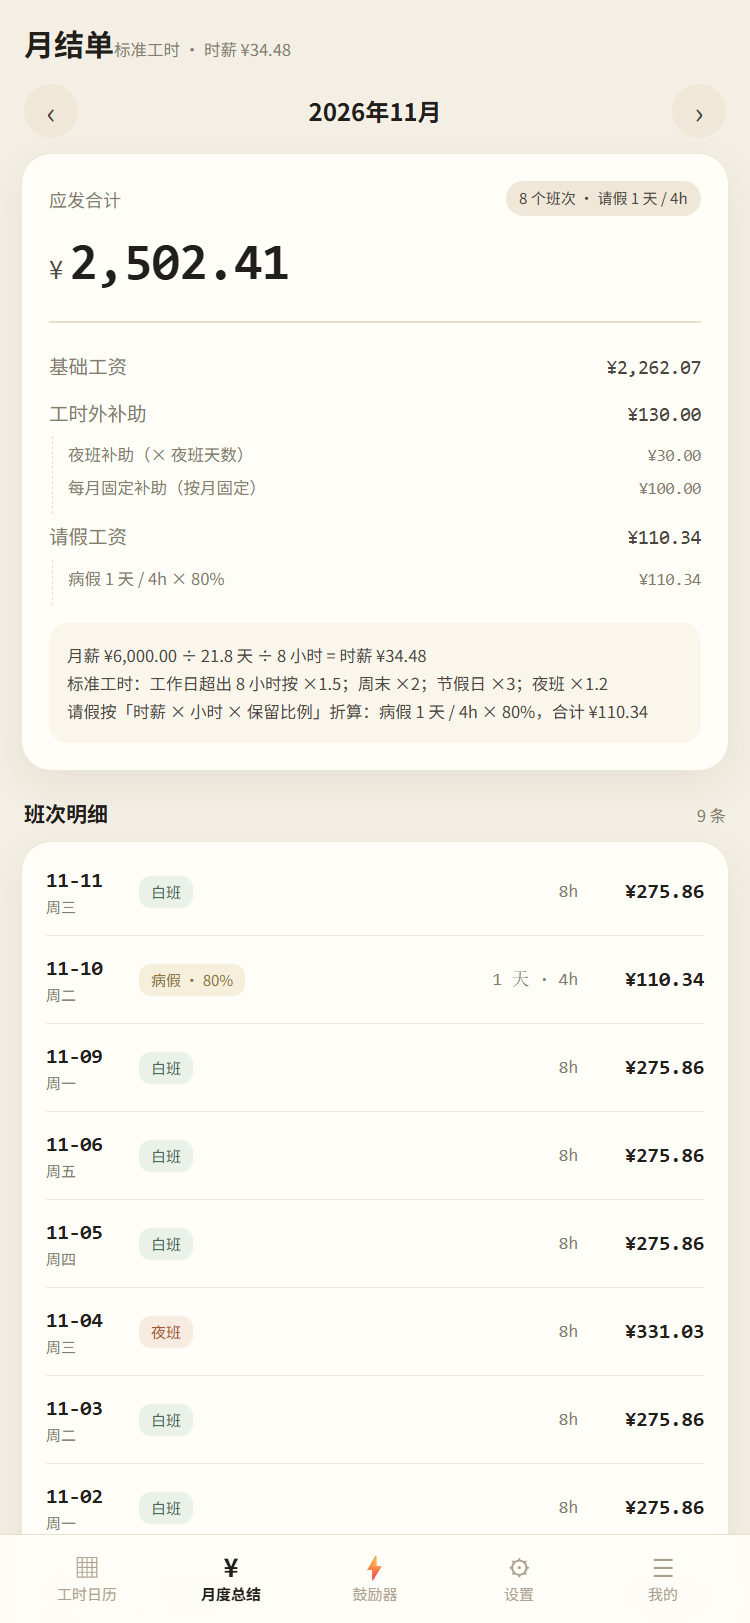 月结单标准工时 · 时薪 ¥34.48
‹ 2026年11月 ›
应发合计 8 个班次 · 请假 1 天 / 4h
¥ 2,502.41
基础工资 ¥2,262.07
工时外补助 ¥130.00
夜班补助（× 夜班天数） ¥30.00
每月固定补助（按月固定） ¥100.00
请假工资 ¥110.34
病假 1 天 / 4h × 80% ¥110.34
月薪 ¥6,000.00 ÷ 21.8 天 ÷ 8 小时 = 时薪 ¥34.48
标准工时：工作日超出 8 小时按 ×1.5；周末 ×2；节假日 ×3；夜班 ×1.2
请假按「时薪 × 小时 × 保留比例」折算：病假 1 天 / 4h × 80%，合计 ¥110.34
班次明细 9 条
11-11 白班 8h ¥275.86
周三
11-10 病假 · 80% 1 天 · 4h ¥110.34
周二
11-09 白班 8h ¥275.86
周一
11-06 白班 8h ¥275.86
周五
11-05 白班 8h ¥275.86
周四
11-04 夜班 8h ¥331.03
周三
11-03 白班 8h ¥275.86
周二
11-02 白班 8h ¥275.86
周一
¥
工时日历 月度总结 鼓励器 设置 我的